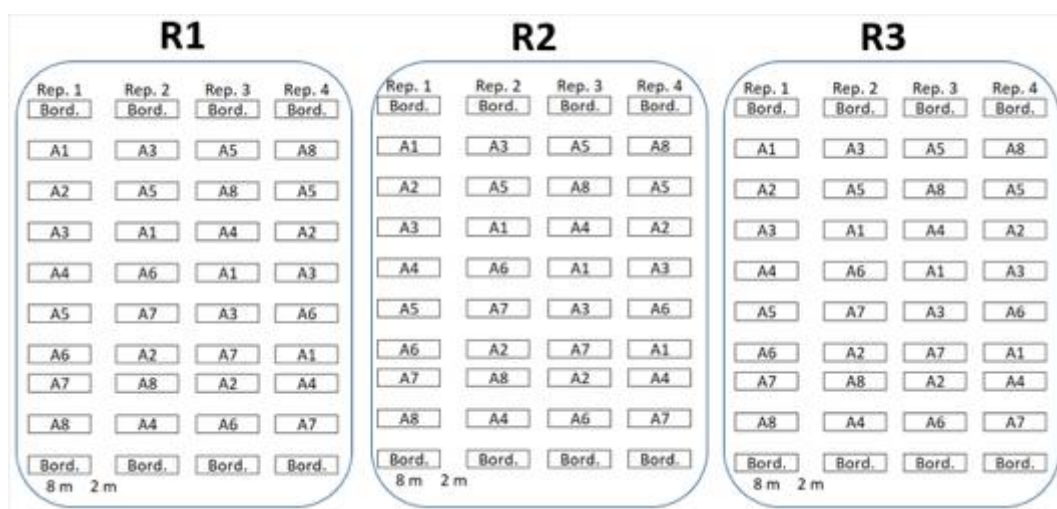 R1 R2 R3
Rep. 1 Rep. 2 Rep. 3 Rep. 4 Rep. 1 Rep. 2 Rep. 3 Rep. 4 Rep. 1 Rep. 2 Rep. 3 Rep. 4
Bord. Bord. Bord. Bord. Bord. Bord. Bord. Bord. Bord. Bord. Bord. Bord.
A1 A3 A5 A8 A1 A3 A5 A8 A1 A3 A5 A8
A2 A5 A8 A5 A2 A5 A8 A5 A2 A5 A8 A5
A3 A1 A4 A2 A3 A1 A4 A2 A3 A1 A4 A2
A4 A6 A1 A3 A4 A6 A1 A3 A4 A6 A1 A3
A5 A7 A3 A6 A5 A7 A3 A6 A5 A7 A3 A6
A6 A2 A7 A1 A6 A2 A7 A1 A6 A2 A7 A1
A7 A8 A2 A4 A7 A8 A2 A4 A7 A8 A2 A4
A8 A4 A6 A7 A8 A4 A6 A7 A8 A4 A6 A7
Bord. Bord. Bord. Bord. Bord. Bord. Bord. Bord. Bord. Bord. Bord. Bord.
8 m 2 m 8 m 2 m 8 m 2 m